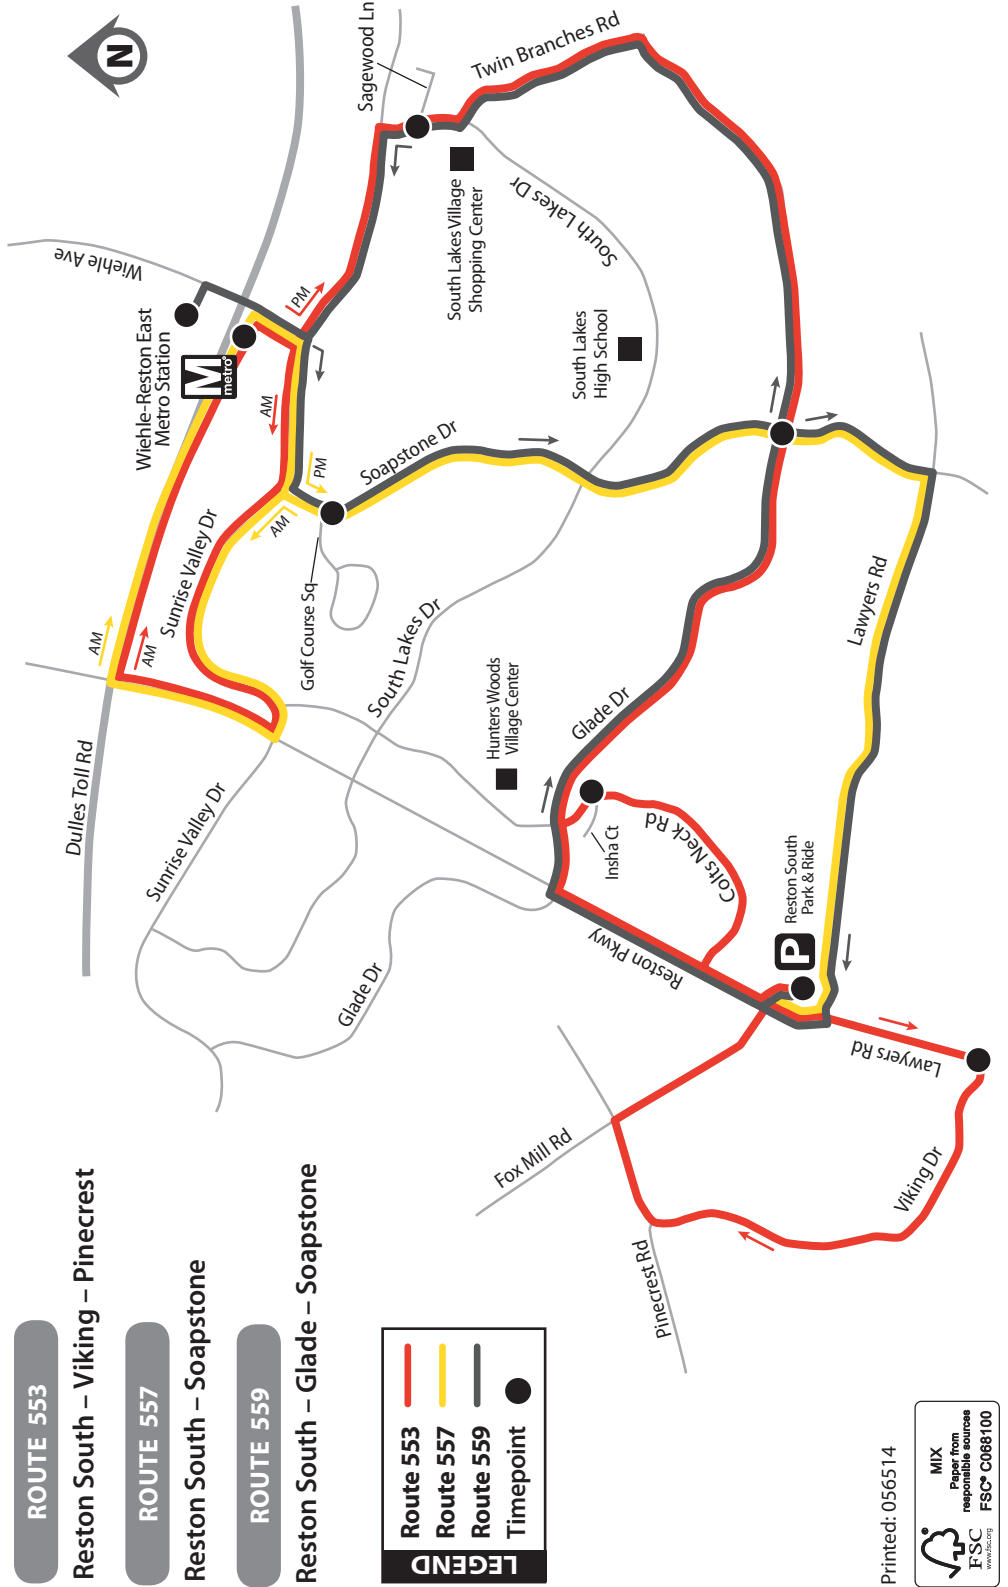 ROUTE 553
Reston South – Viking – Pinecrest
ROUTE 557
Reston South – Soapstone
ROUTE 559
Reston South – Glade – Soapstone
LEGEND
Route 553
Route 557
Route 559
Timepoint
Printed: 056514
MIX
Paper from
responsible sources
FSC® C068100
FSC
www.fsc.org
N
Dulles Toll Rd
Sunrise Valley Dr
Glade Dr
Fox Mill Rd
Pinecrest Rd
Viking Dr
Lawyers Rd
Reston Pkwy
P
Reston South
Park & Ride
Colts Neck Rd
Insha Ct
Hunters Woods
Village Center
Glade Dr
South Lakes Dr
Golf Course Sq
Sunrise Valley Dr
AM
AM
AM
PM
AM
PM
Wiehle-Reston East
Metro Station
M
metro®
Wiehle Ave
Soapstone Dr
Lawyers Rd
South Lakes
High School
South Lakes Dr
South Lakes Village
Shopping Center
Sagewood Ln
Twin Branches Rd